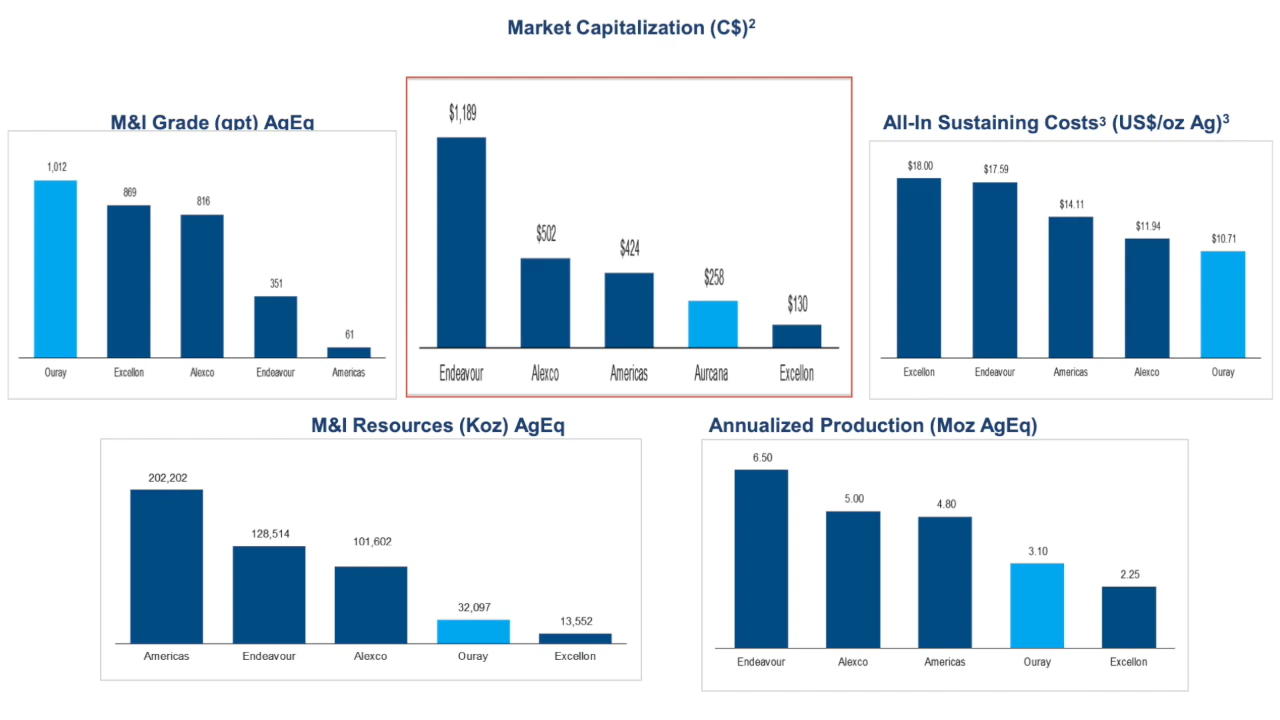 Market Capitalization (C$)²
M&I Grade (gpt) AgEq
1,012
869
816
351
61
Ouray Excellon Alexco Endeavour Americas
$1,189
$502
$424
$258
$130
Endeavour Alexco Americas Aurcana Excellon
All-In Sustaining Costs³ (US$/oz Ag)³
$18.00
$17.59
$14.11
$11.94
$10.71
Excellon Endeavour Americas Alexco Ouray
M&I Resources (Koz) AgEq
202,202
128,514
101,602
32,097
13,552
Americas Endeavour Alexco Ouray Excellon
Annualized Production (Moz AgEq)
6.50
5.00
4.80
3.10
2.25
Endeavour Alexco Americas Ouray Excellon